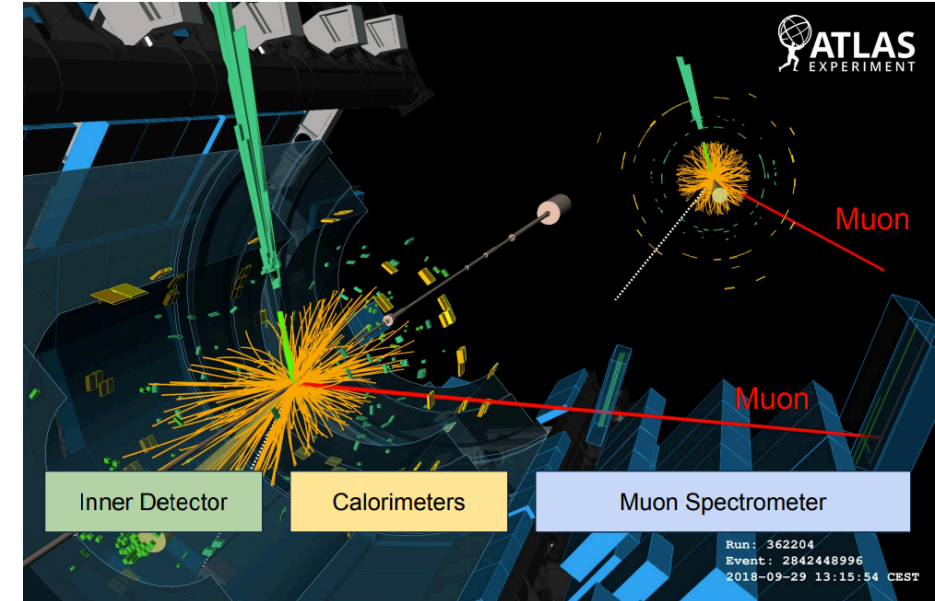 ATLAS
EXPERIMENT
Muon
Muon
Inner Detector
Calorimeters
Muon Spectrometer
Run: 362204
Event: 2842448996
2018-09-29 13:15:54 CEST